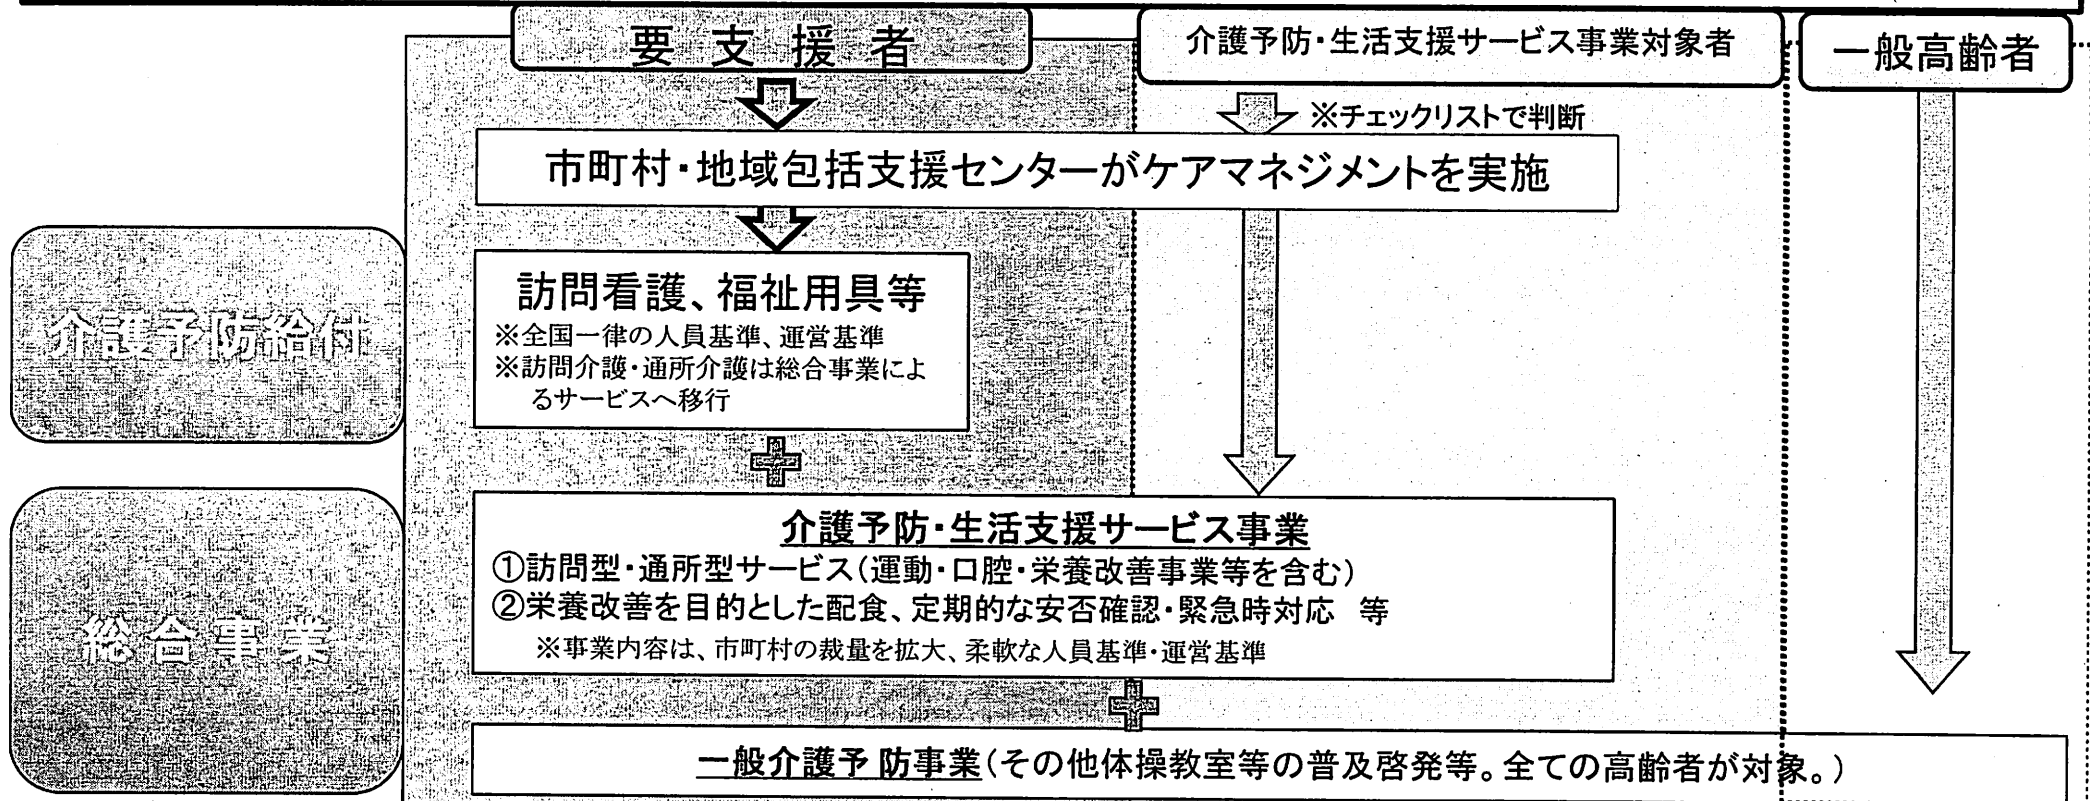 要支援者
介護予防・生活支援サービス事業対象者
一般高齢者
※チェックリストで判断
市町村・地域包括支援センターがケアマネジメントを実施
介護予防給付
訪問看護、福祉用具等
※全国一律の人員基準、運営基準
※訪問介護・通所介護は総合事業によ
るサービスへ移行
総合事業
介護予防・生活支援サービス事業
①訪問型・通所型サービス(運動・口腔・栄養改善事業等を含む)
②栄養改善を目的とした配食、定期的な安否確認・緊急時対応 等
※事業内容は、市町村の裁量を拡大、柔軟な人員基準・運営基準
一般介護予 防事業(その他体操教室等の普及啓発等。全ての高齢者が対象。)